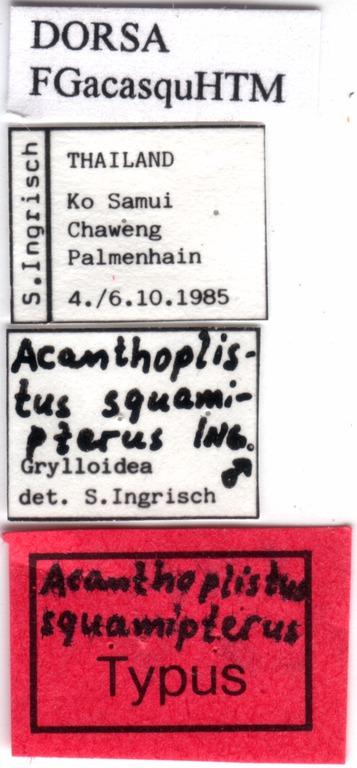 DORSA
FGacasquHTM
S.Ingrisch
THAILAND
Ko Samui
Chaweng
Palmenhain
4./6.10.1985
Acanthoplis-
tus squami-
pterus ING.
Grylloidea ♂
det. S.Ingrisch
Acanthoplistus
squamipterus
Typus